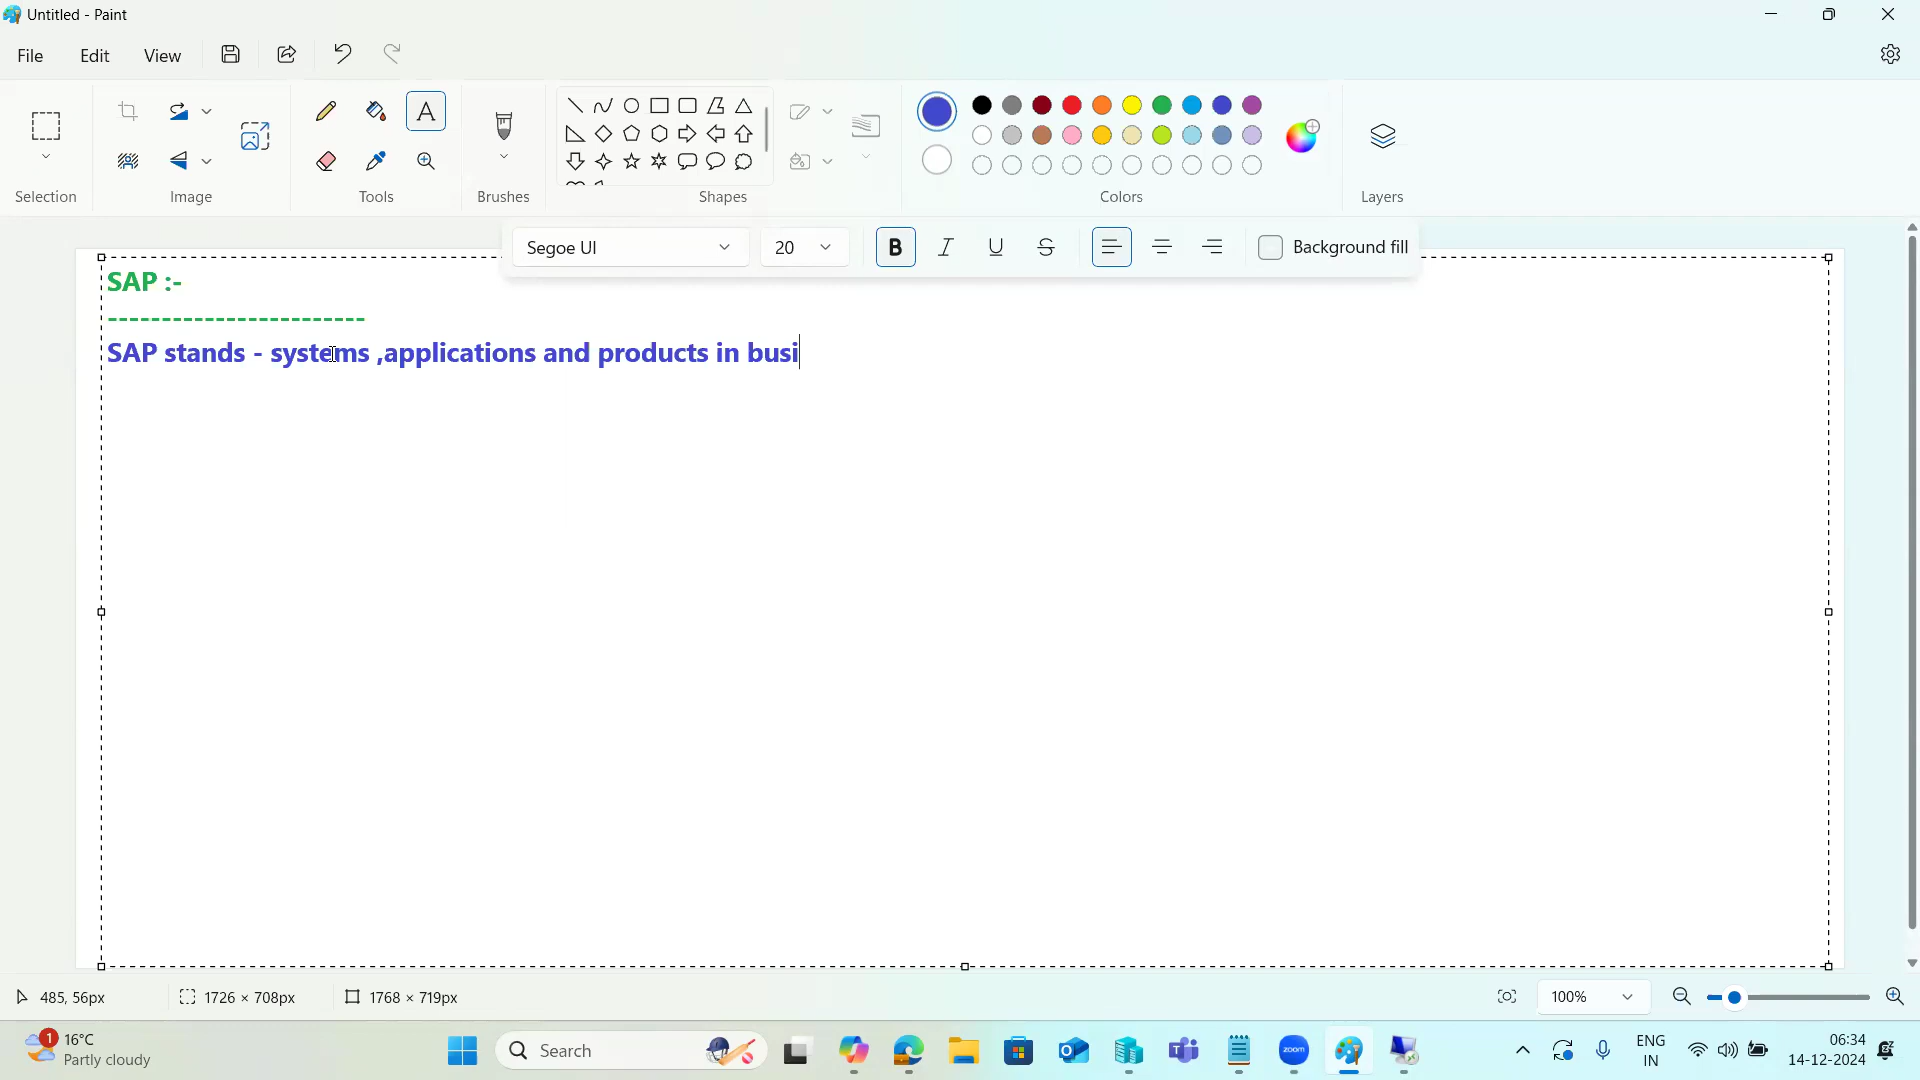 Untitled - Paint
File Edit View
Selection Image Tools Brushes Shapes Colors Layers
Segoe UI 20 B I U S Background fill
SAP :-
------------------------
SAP stands - systems ,applications and products in busi
485, 56px 1726 × 708px 1768 × 719px 100%
1 16°C
Partly cloudy
Search
zoom
ENG
IN
06:34
14-12-2024